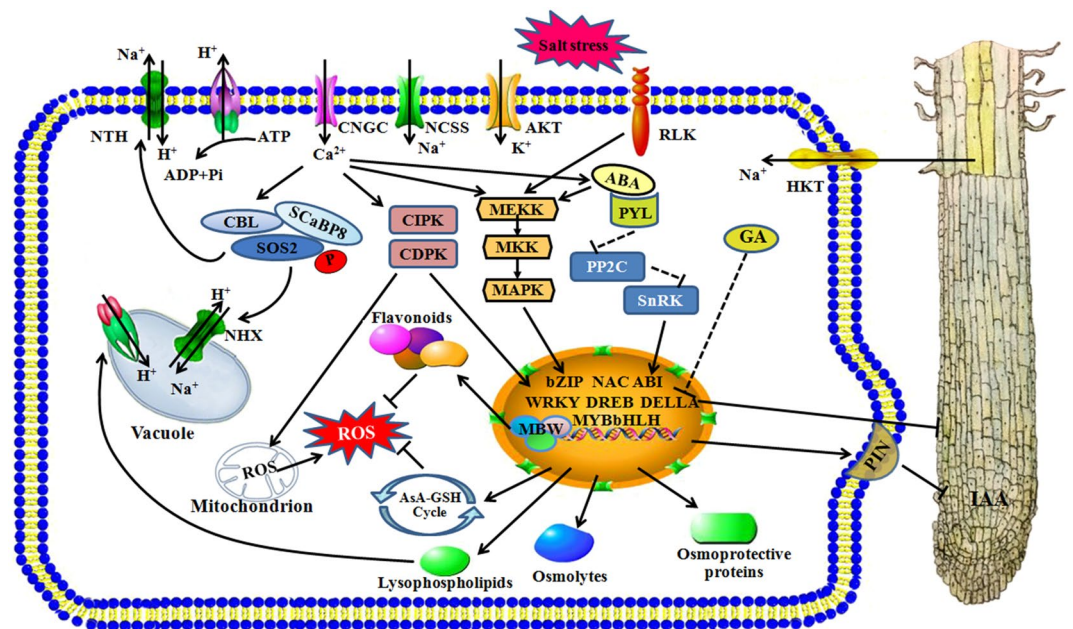 Salt stress
Na⁺
H⁺
NTH
H⁺
ATP
ADP+Pi
CNGC
Ca²⁺
NCSS
Na⁺
AKT
K⁺
RLK
Na⁺
HKT
CBL
SCaBP8
SOS2
P
CIPK
CDPK
MEKK
MKK
MAPK
ABA
PYL
PP2C
SnRK
GA
H⁺
NHX
H⁺
Na⁺
Vacuole
Flavonoids
ROS
ROS
Mitochondrion
bZIP NAC ABI
WRKY DREB DELLA
MYBbHLH
MBW
PIN
IAA
AsA-GSH
Cycle
Lysophospholipids
Osmolytes
Osmoprotective
proteins